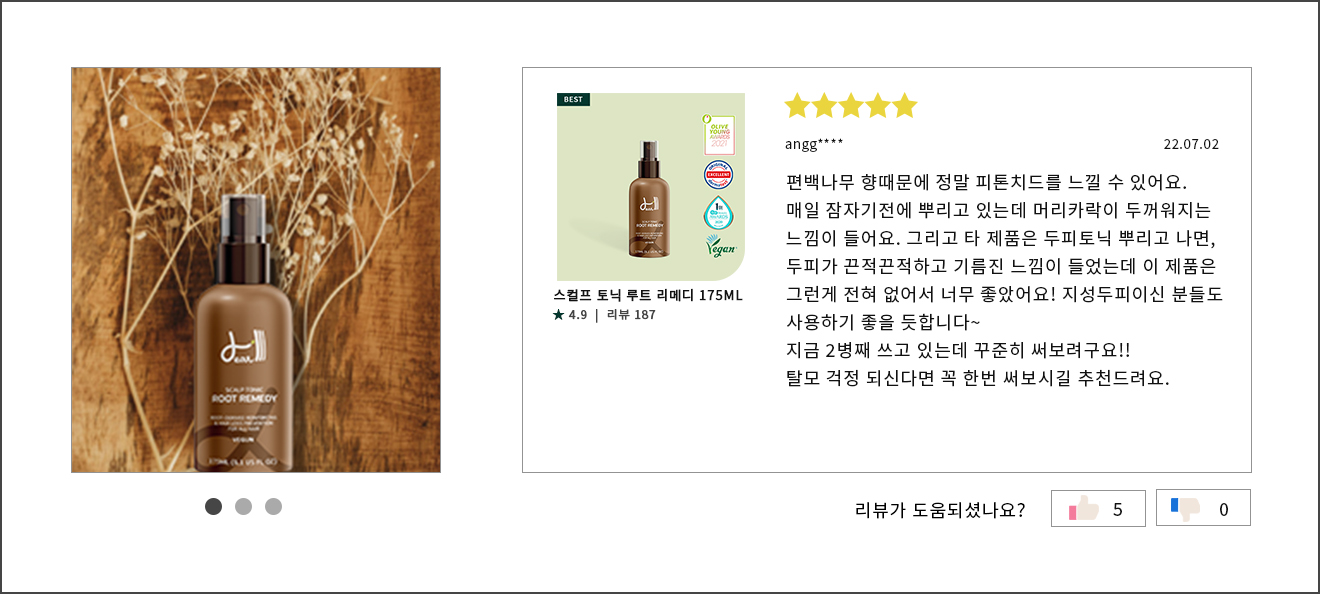 SCALP TONIC
ROOT REMEDY
VEGAN
BEST
OLIVE
YOUNG
AWARDS
2021
ORIGINAL
EXCELLENT
Vegan
ROOT REMEDY
스컬프 토닉 루트 리메디 175ML
★ 4.9 | 리뷰 187
angg**** 22.07.02
편백나무 향때문에 정말 피톤치드를 느낄 수 있어요.
매일 잠자기전에 뿌리고 있는데 머리카락이 두꺼워지는
느낌이 들어요. 그리고 타 제품은 두피토닉 뿌리고 나면,
두피가 끈적끈적하고 기름진 느낌이 들었는데 이 제품은
그런게 전혀 없어서 너무 좋았어요! 지성두피이신 분들도
사용하기 좋을 듯합니다~
지금 2병째 쓰고 있는데 꾸준히 써보려구요!!
탈모 걱정 되신다면 꼭 한번 써보시길 추천드려요.
리뷰가 도움되셨나요? 5 0